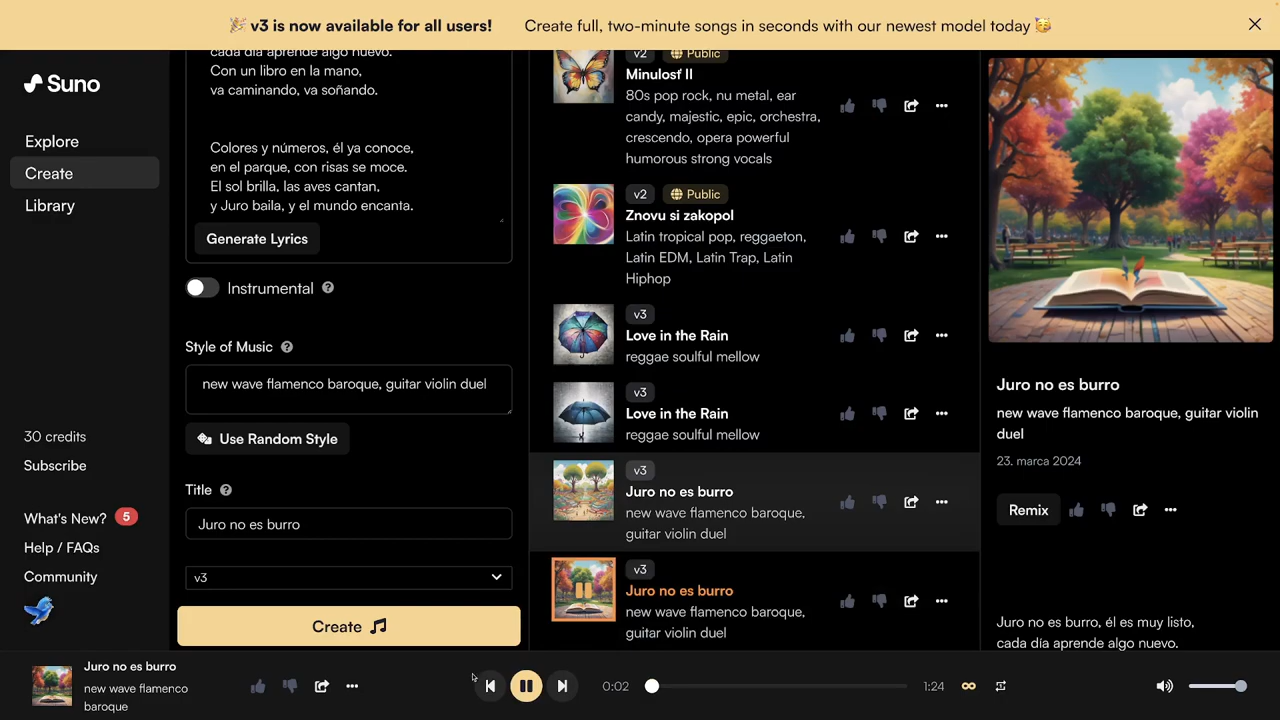 🎉 v3 is now available for all users! Create full, two-minute songs in seconds with our newest model today 🥳
Suno
Explore
Create
Library
30 credits
Subscribe
What's New? 5
Help / FAQs
Community
cada día aprende algo nuevo.
Con un libro en la mano,
va caminando, va soñando.
Colores y números, él ya conoce,
en el parque, con risas se moce.
El sol brilla, las aves cantan,
y Juro baila, y el mundo encanta.
Generate Lyrics
Instrumental
Style of Music
new wave flamenco baroque, guitar violin duel
Use Random Style
Title
Juro no es burro
v3
Create
v2 Public
Minulosť II
80s pop rock, nu metal, ear
candy, majestic, epic, orchestra,
crescendo, opera powerful
humorous strong vocals
v2 Public
Znovu si zakopol
Latin tropical pop, reggaeton,
Latin EDM, Latin Trap, Latin
Hiphop
v3
Love in the Rain
reggae soulful mellow
v3
Love in the Rain
reggae soulful mellow
v3
Juro no es burro
new wave flamenco baroque,
guitar violin duel
v3
Juro no es burro
new wave flamenco baroque,
guitar violin duel
Juro no es burro
new wave flamenco baroque, guitar violin
duel
23. marca 2024
Remix
Juro no es burro, él es muy listo,
cada día aprende algo nuevo.
Juro no es burro
new wave flamenco
baroque
0:02
1:24